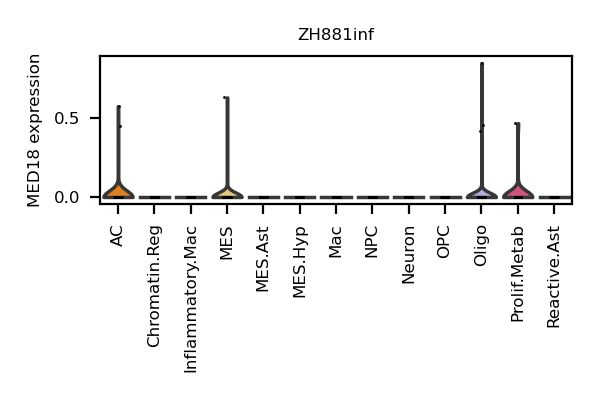 ZH881inf
MED18 expression
0.5
0.0
AC
Chromatin.Reg
Inflammatory.Mac
MES
MES.Ast
MES.Hyp
Mac
NPC
Neuron
OPC
Oligo
Prolif.Metab
Reactive.Ast